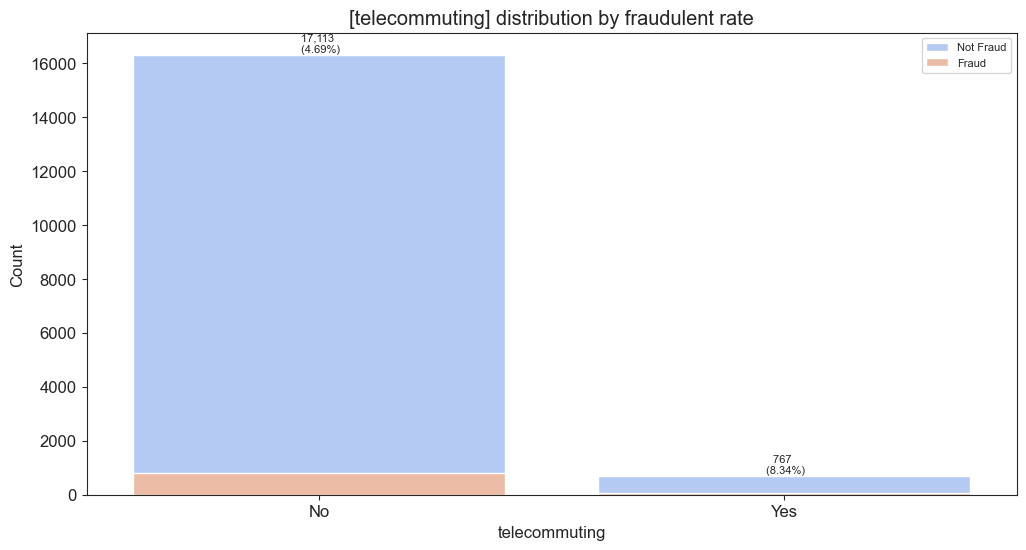 [telecommuting] distribution by fraudulent rate
17,113
(4.69%)
Not Fraud
Fraud
16000
14000
12000
10000
8000
6000
4000
2000
0
Count
767
(8.34%)
No
Yes
telecommuting